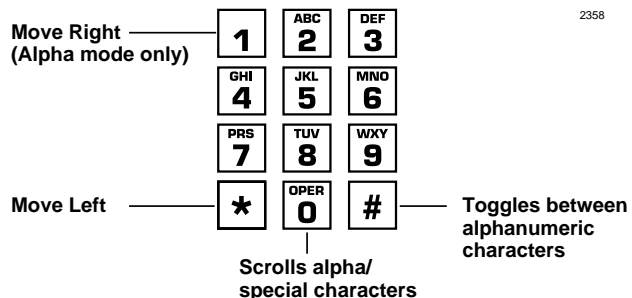 2358
Move Right
(Alpha mode only)
1
ABC
2
DEF
3
GHI
4
JKL
5
MNO
6
PRS
7
TUV
8
WXY
9
Move Left
*
OPER
0
#
Toggles between
alphanumeric
characters
Scrolls alpha/
special characters